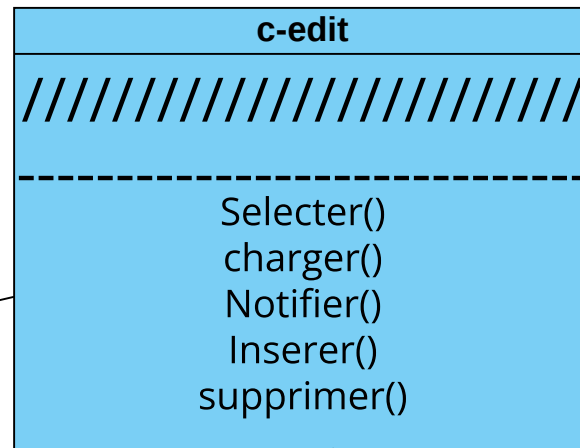 c-edit
/////////////////////////
-----------------------------
Selecter()
charger()
Notifier()
Inserer()
supprimer()